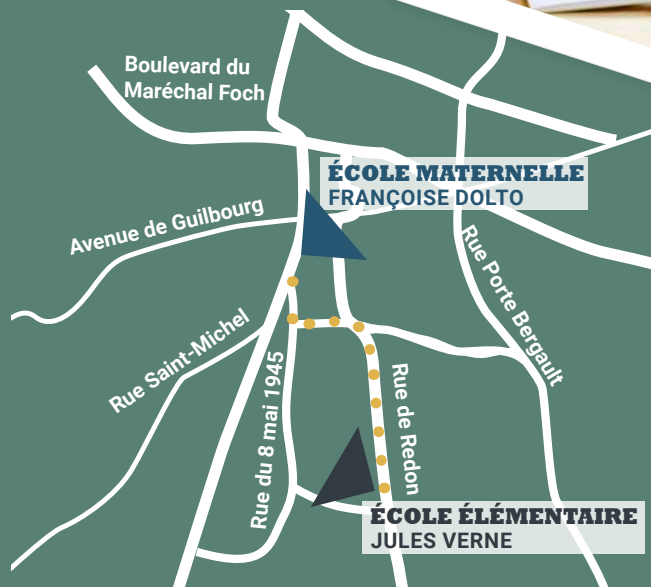 Boulevard du
Maréchal Foch
ÉCOLE MATERNELLE
FRANÇOISE DOLTO
Avenue de Guilbourg
Rue Porte Bergault
Rue Saint-Michel
Rue du 8 mai 1945
Rue de Redon
ÉCOLE ÉLÉMENTAIRE
JULES VERNE